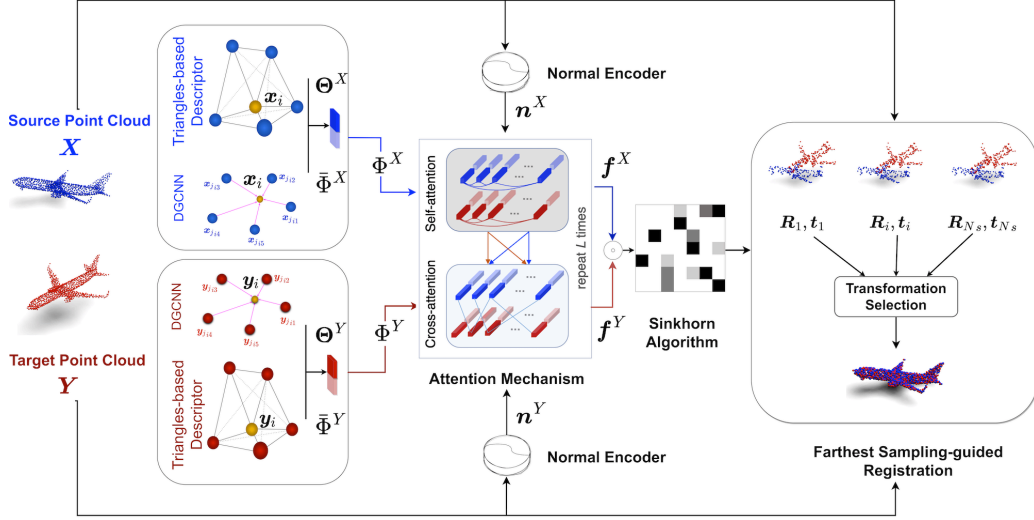 Source Point Cloud
X
Triangles-based
Descriptor
x_i
Θ^X
Φ̄^X
DGCNN
x_i
x_{j_{i3}}
x_{j_{i2}}
x_{j_{i1}}
x_{j_{i4}}
x_{j_{i5}}
Φ^X
Normal Encoder
n^X
Self-attention
...
...
Cross-attention
...
...
repeat L times
Attention Mechanism
f^X
f^Y
Sinkhorn
Algorithm
R_1, t_1
R_i, t_i
R_{N_s}, t_{N_s}
Transformation
Selection
Farthest Sampling-guided
Registration
Target Point Cloud
Y
DGCNN
y_i
y_{j_{i3}}
y_{j_{i2}}
y_{j_{i1}}
y_{j_{i4}}
y_{j_{i5}}
Triangles-based
Descriptor
y_i
Θ^Y
Φ̄^Y
Φ^Y
n^Y
Normal Encoder